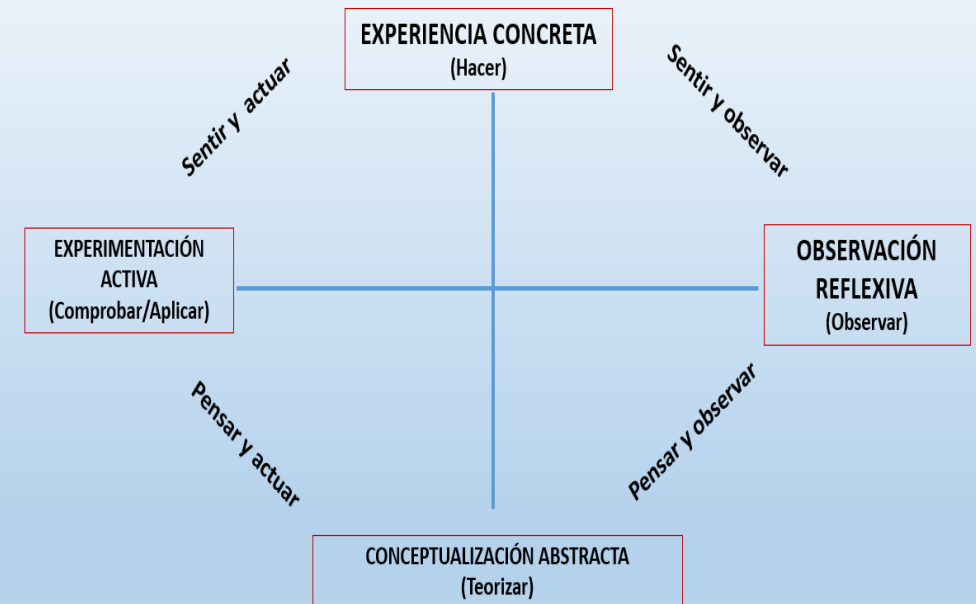 EXPERIENCIA CONCRETA
(Hacer)
Sentir y actuar
Sentir y observar
EXPERIMENTACIÓN
ACTIVA
(Comprobar/Aplicar)
OBSERVACIÓN
REFLEXIVA
(Observar)
Pensar y actuar
Pensar y observar
CONCEPTUALIZACIÓN ABSTRACTA
(Teorizar)